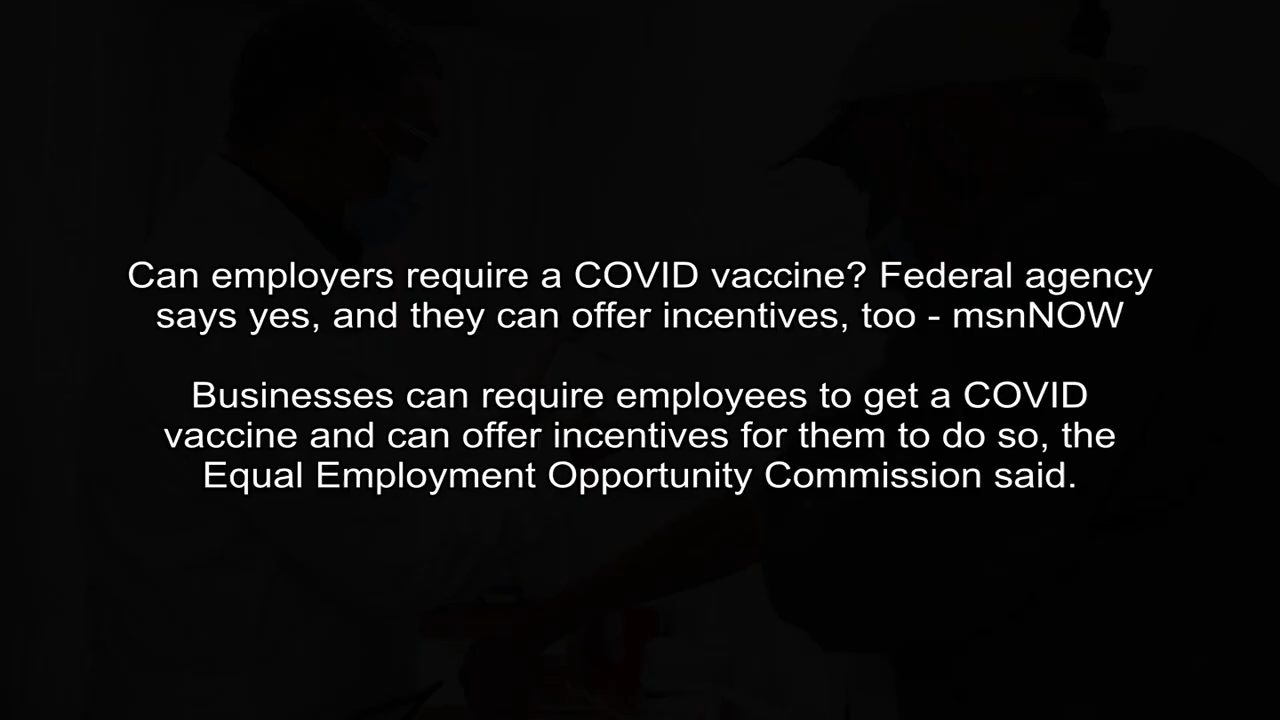 Can employers require a COVID vaccine? Federal agency
says yes, and they can offer incentives, too - msnNOW
Businesses can require employees to get a COVID
vaccine and can offer incentives for them to do so, the
Equal Employment Opportunity Commission said.